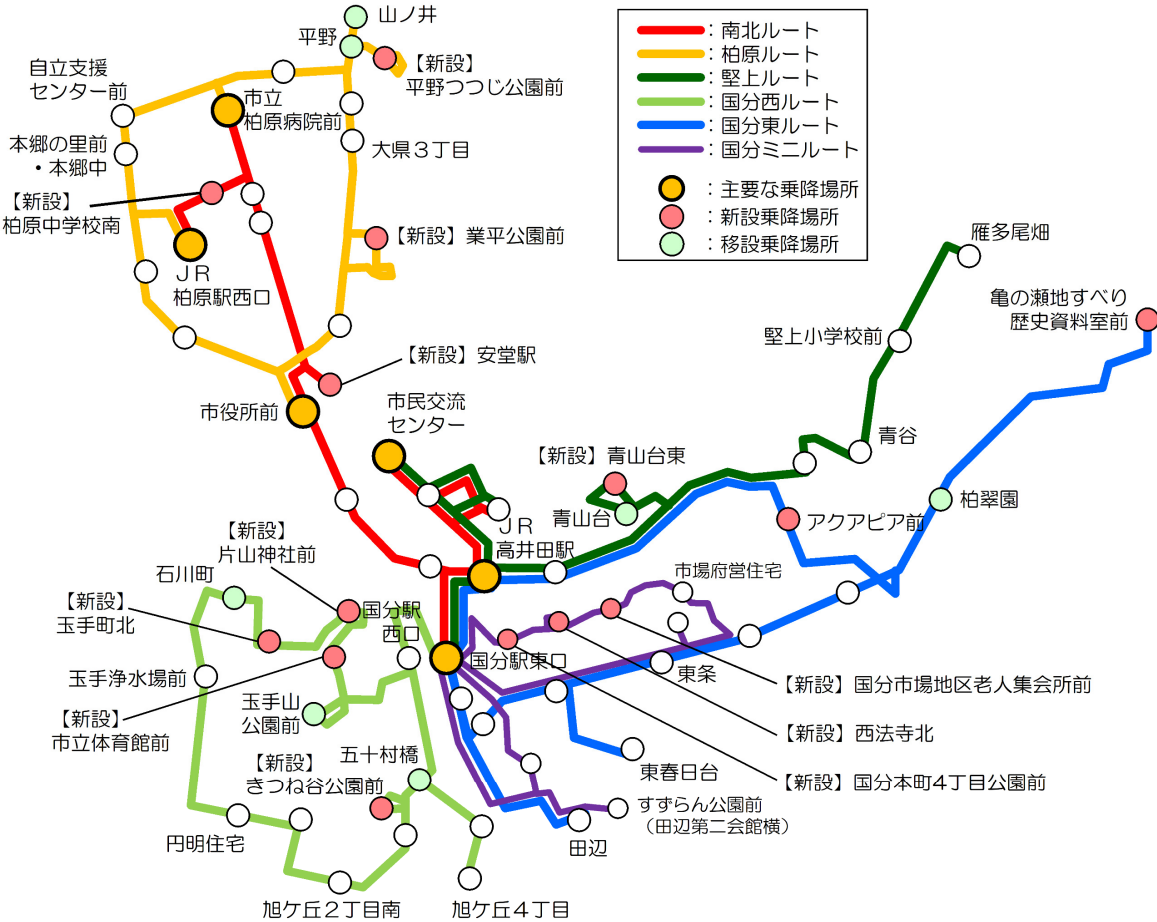 山ノ井
平野
【新設】
平野つつじ公園前
自立支援
センター前
市立
柏原病院前
本郷の里前
・本郷中
大県３丁目
【新設】
柏原中学校南
【新設】業平公園前
ＪＲ
柏原駅西口
【新設】安堂駅
市役所前
市民交流
センター
：南北ルート
：柏原ルート
：堅上ルート
：国分西ルート
：国分東ルート
：国分ミニルート
：主要な乗降場所
：新設乗降場所
：移設乗降場所
雁多尾畑
亀の瀬地すべり
歴史資料室前
堅上小学校前
青谷
【新設】青山台東
青山台
柏翠園
アクアピア前
ＪＲ
高井田駅
【新設】
片山神社前
石川町
国分駅
西口
市場府営住宅
【新設】
玉手町北
国分駅東口
玉手浄水場前
東条
【新設】国分市場地区老人集会所前
玉手山
公園前
【新設】
市立体育館前
【新設】西法寺北
五十村橋
【新設】
きつね谷公園前
東春日台
【新設】国分本町4丁目公園前
すずらん公園前
（田辺第二会館横）
円明住宅
田辺
旭ケ丘２丁目南
旭ケ丘４丁目